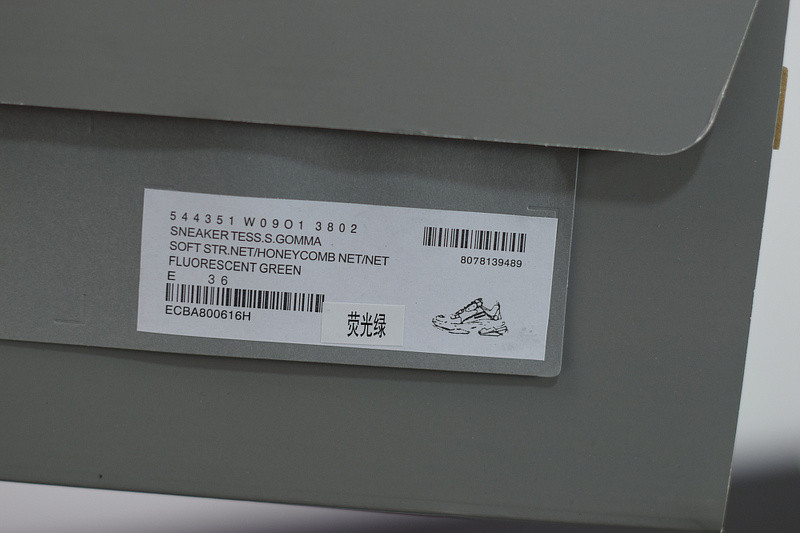 544351 W09O1 3802
SNEAKER TESS.S.GOMMA
SOFT STR.NET/HONEYCOMB NET/NET
FLUORESCENT GREEN
E 36
ECBA800616H
8078139489
荧光绿